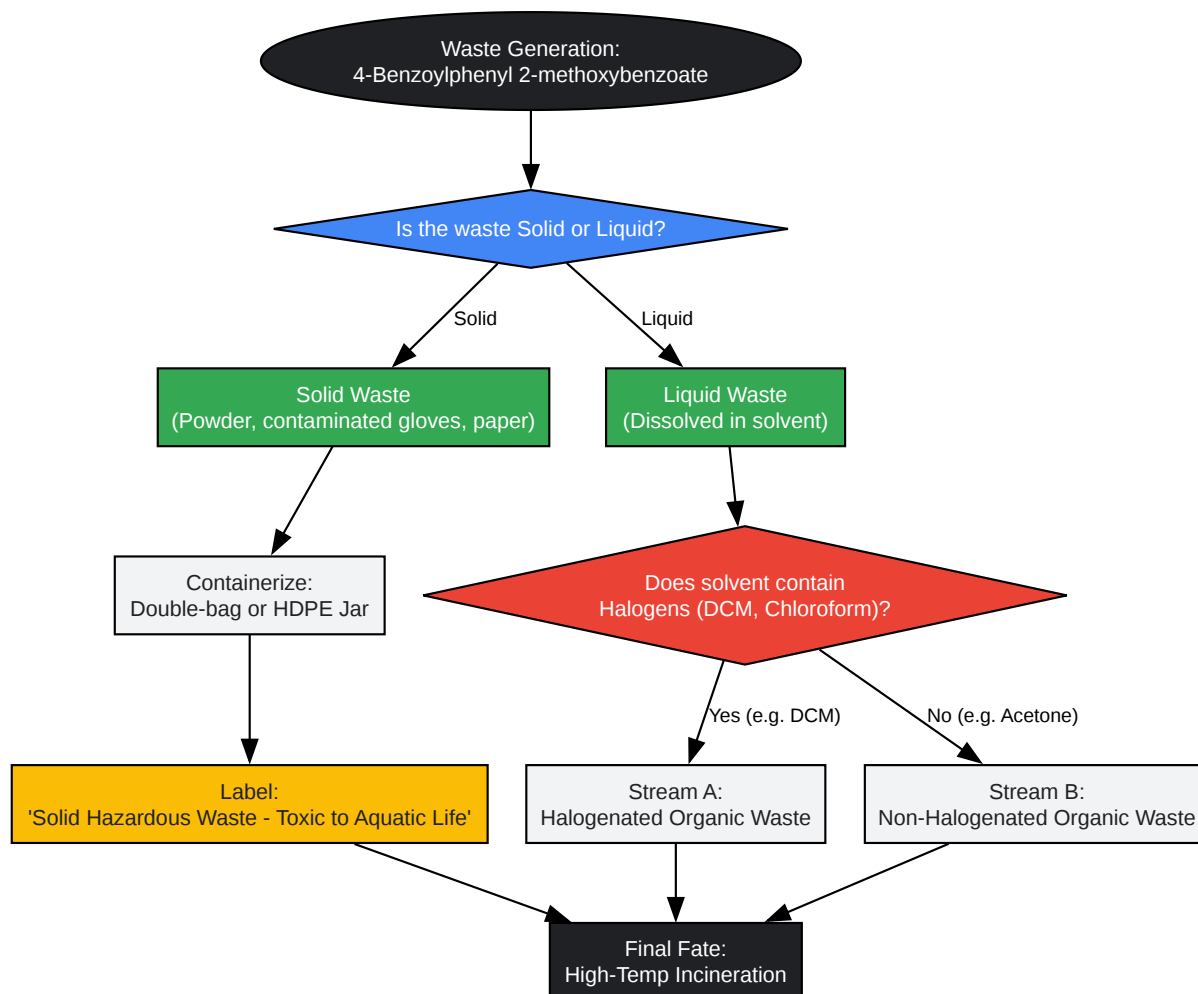 Waste Generation:
4-Benzoylphenyl 2-methoxybenzoate
Is the waste Solid or Liquid?
Solid
Liquid
Solid Waste
(Powder, contaminated gloves, paper)
Liquid Waste
(Dissolved in solvent)
Containerize:
Double-bag or HDPE Jar
Does solvent contain
Halogens (DCM, Chloroform)?
Yes (e.g. DCM)
No (e.g. Acetone)
Label:
'Solid Hazardous Waste - Toxic to Aquatic Life'
Stream A:
Halogenated Organic Waste
Stream B:
Non-Halogenated Organic Waste
Final Fate:
High-Temp Incineration